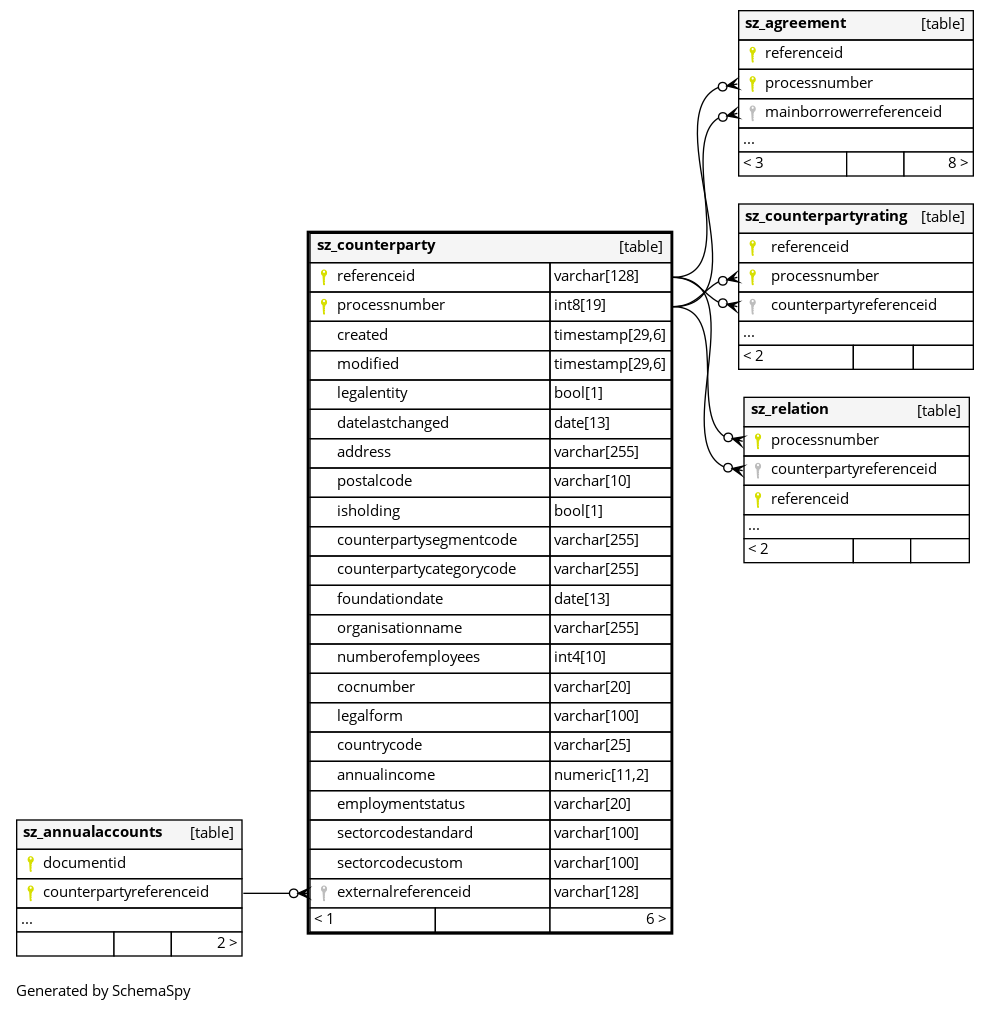 sz_agreement [table]
referenceid
processnumber
mainborrowerreferenceid
...
< 3 8 >
sz_counterpartyrating [table]
referenceid
processnumber
counterpartyreferenceid
...
< 2
sz_relation [table]
processnumber
counterpartyreferenceid
referenceid
...
< 2
sz_counterparty [table]
referenceid varchar[128]
processnumber int8[19]
created timestamp[29,6]
modified timestamp[29,6]
legalentity bool[1]
datelastchanged date[13]
address varchar[255]
postalcode varchar[10]
isholding bool[1]
counterpartysegmentcode varchar[255]
counterpartycategorycode varchar[255]
foundationdate date[13]
organisationname varchar[255]
numberofemployees int4[10]
cocnumber varchar[20]
legalform varchar[100]
countrycode varchar[25]
annualincome numeric[11,2]
employmentstatus varchar[20]
sectorcodestandard varchar[100]
sectorcodecustom varchar[100]
externalreferenceid varchar[128]
< 1 6 >
sz_annualaccounts [table]
documentid
counterpartyreferenceid
...
2 >
Generated by SchemaSpy